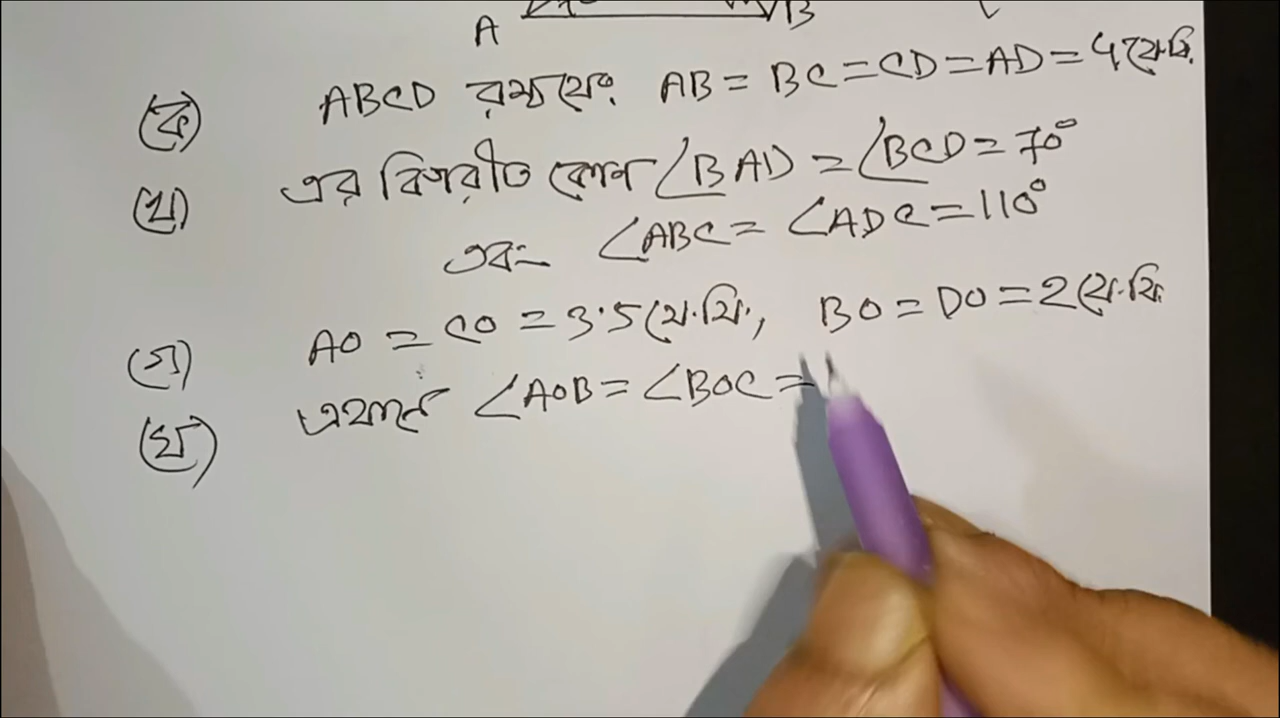 A B
(ক) ABCD রম্বসে. AB = BC = CD = AD = 4 সে.মি.
(খ) এর বিপরীত কোণ ∠BAD = ∠BCD = 70°
এবং ∠ABC = ∠ADC = 110°
(গ) AO = CO = 3.5 সে.মি., BO = DO = 2 সে.মি.
(ঘ) এখানে ∠AOB = ∠BOC =